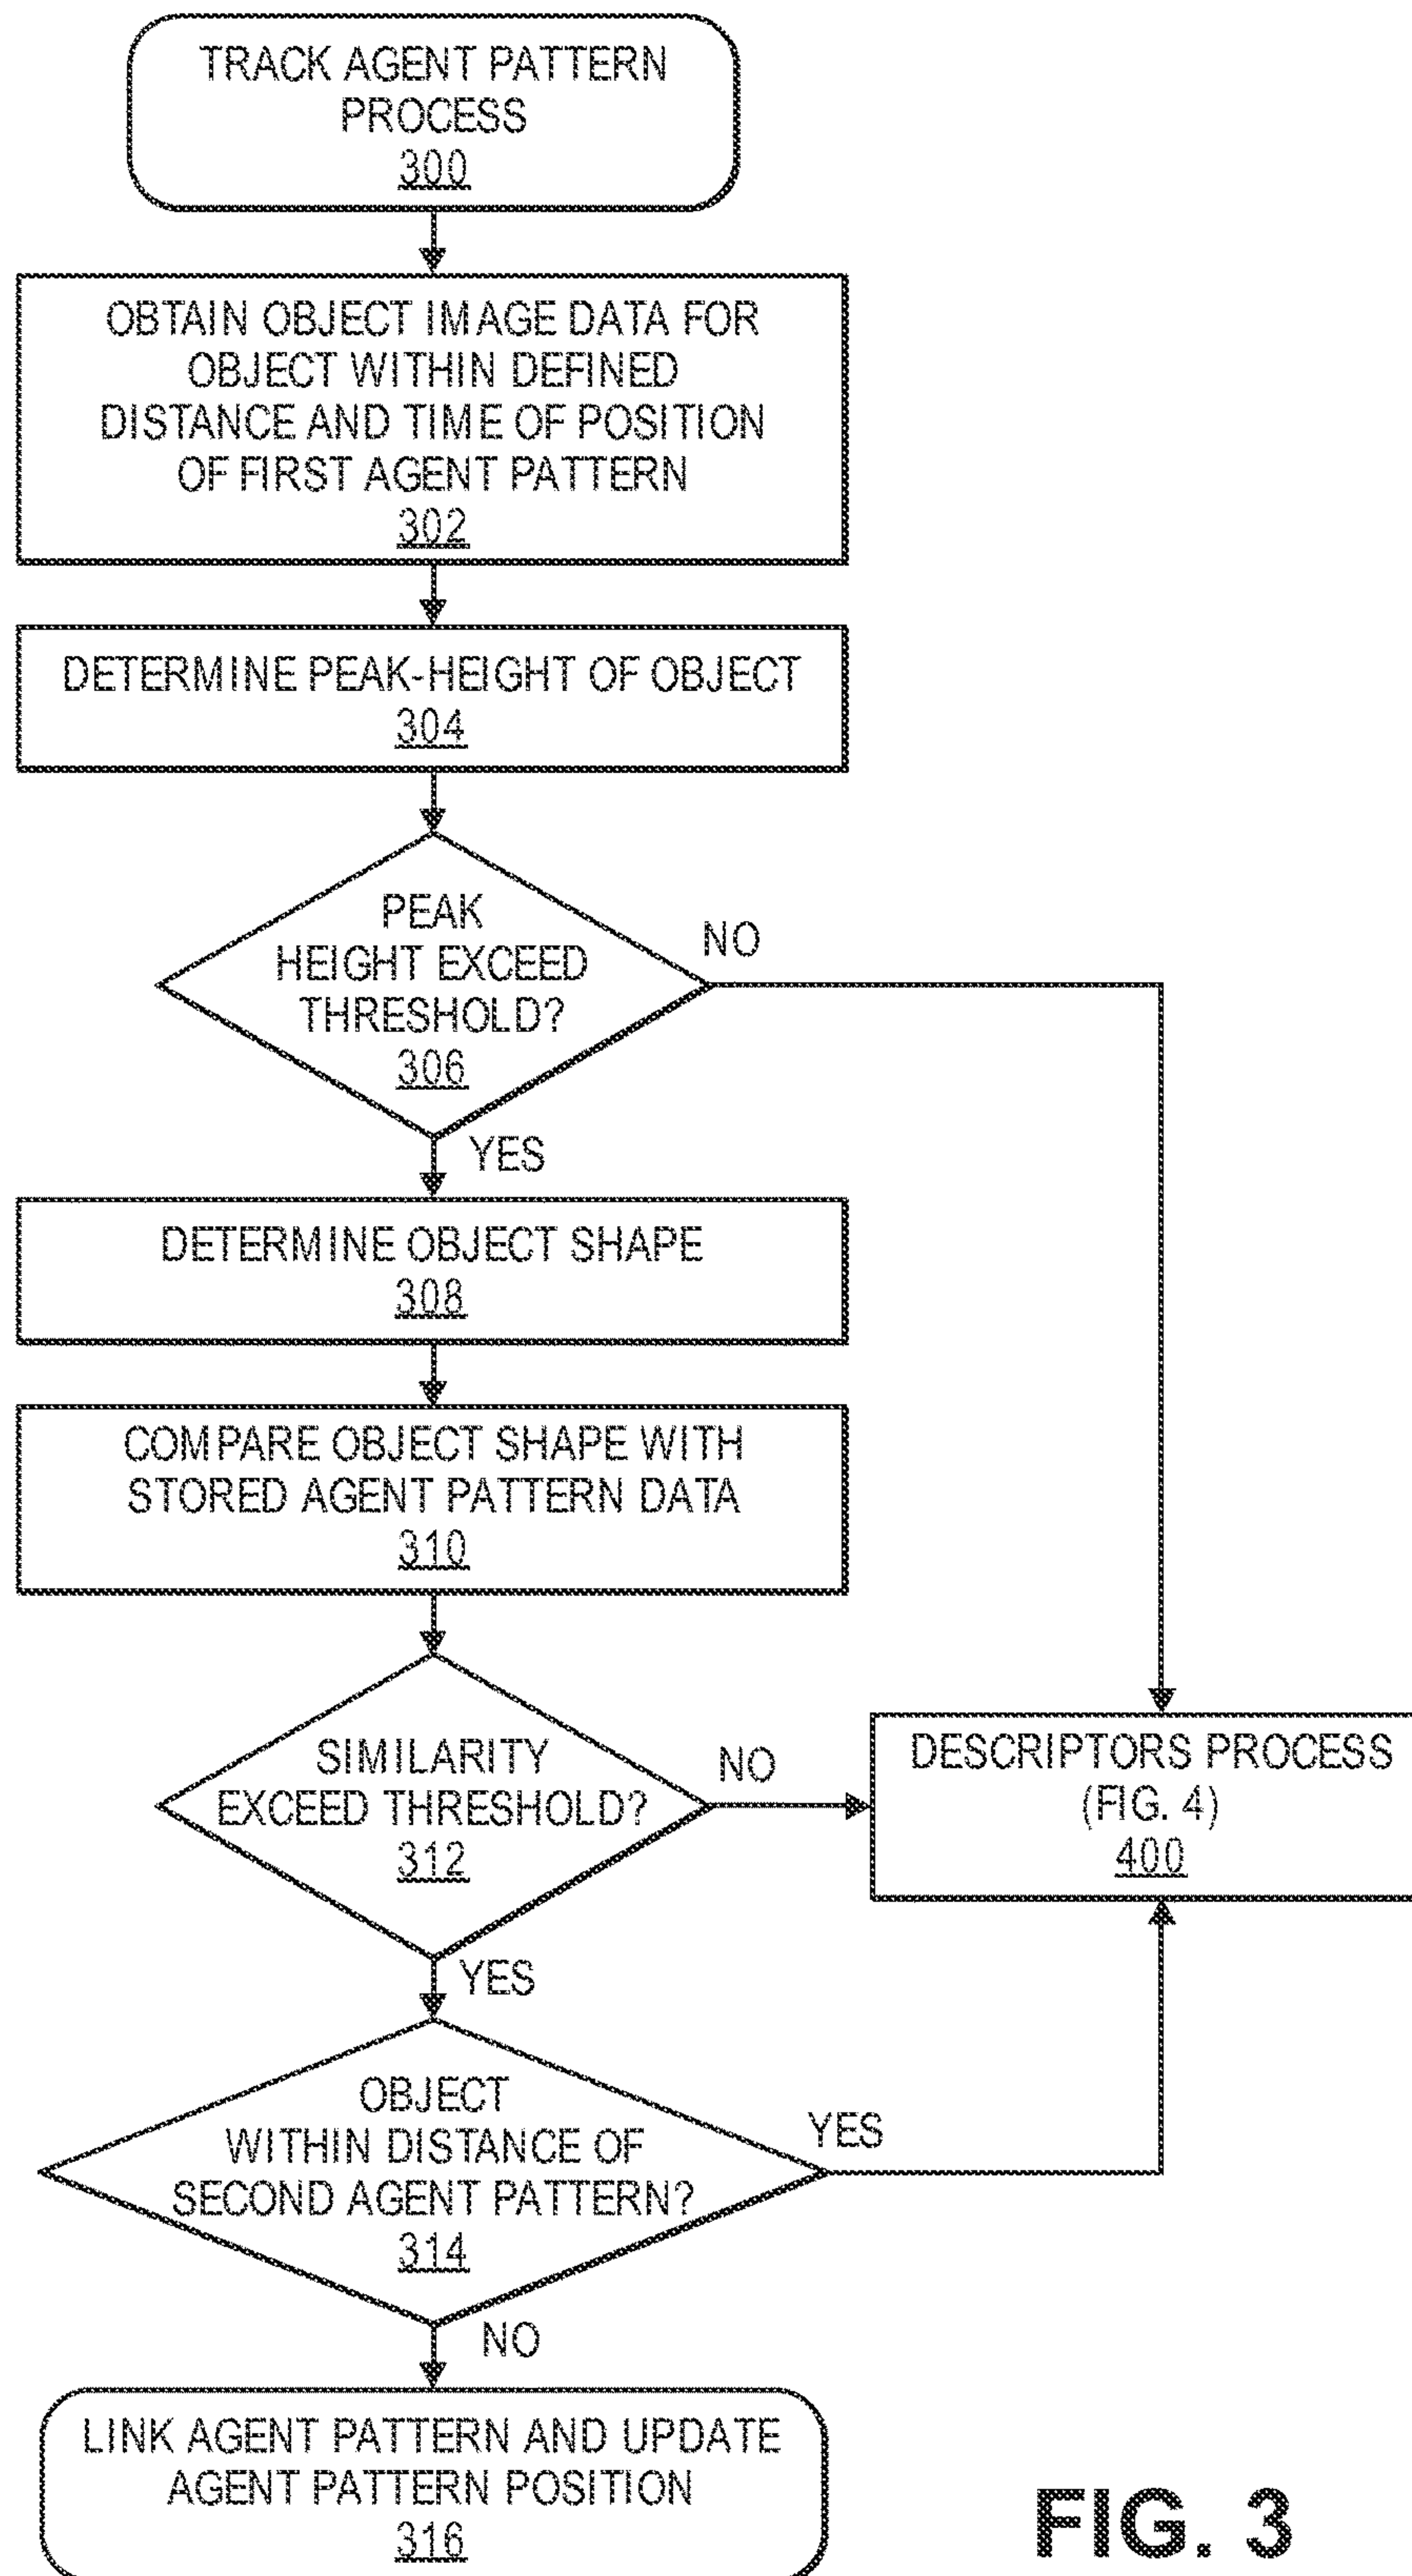 TRACK AGENT PATTERN
PROCESS
300
OBTAIN OBJECT IMAGE DATA FOR
OBJECT WITHIN DEFINED
DISTANCE AND TIME OF POSITION
OF FIRST AGENT PATTERN
302
DETERMINE PEAK-HEIGHT OF OBJECT
304
PEAK
HEIGHT EXCEED
THRESHOLD?
306
NO
YES
DETERMINE OBJECT SHAPE
308
COMPARE OBJECT SHAPE WITH
STORED AGENT PATTERN DATA
310
SIMILARITY
EXCEED THRESHOLD?
312
NO
DESCRIPTORS PROCESS
(FIG. 4)
400
YES
OBJECT
WITHIN DISTANCE OF
SECOND AGENT PATTERN?
314
YES
NO
LINK AGENT PATTERN AND UPDATE
AGENT PATTERN POSITION
316
FIG. 3